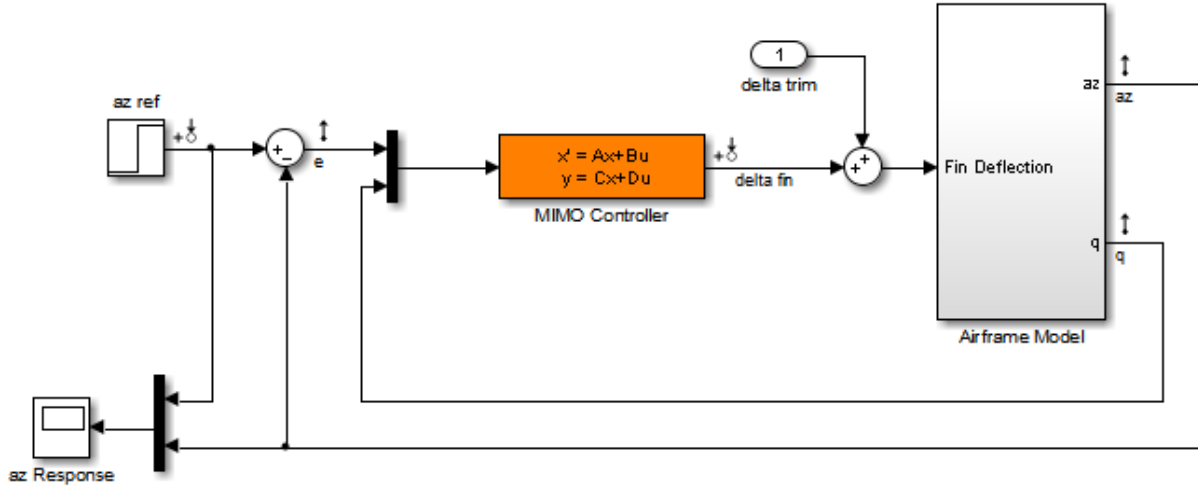 1
az ref
delta trim
az
az
+
+
-
e
x' = Ax+Bu
y = Cx+Du
+
delta fin
+
+
Fin Deflection
MIMO Controller
q
q
Airframe Model
az Response